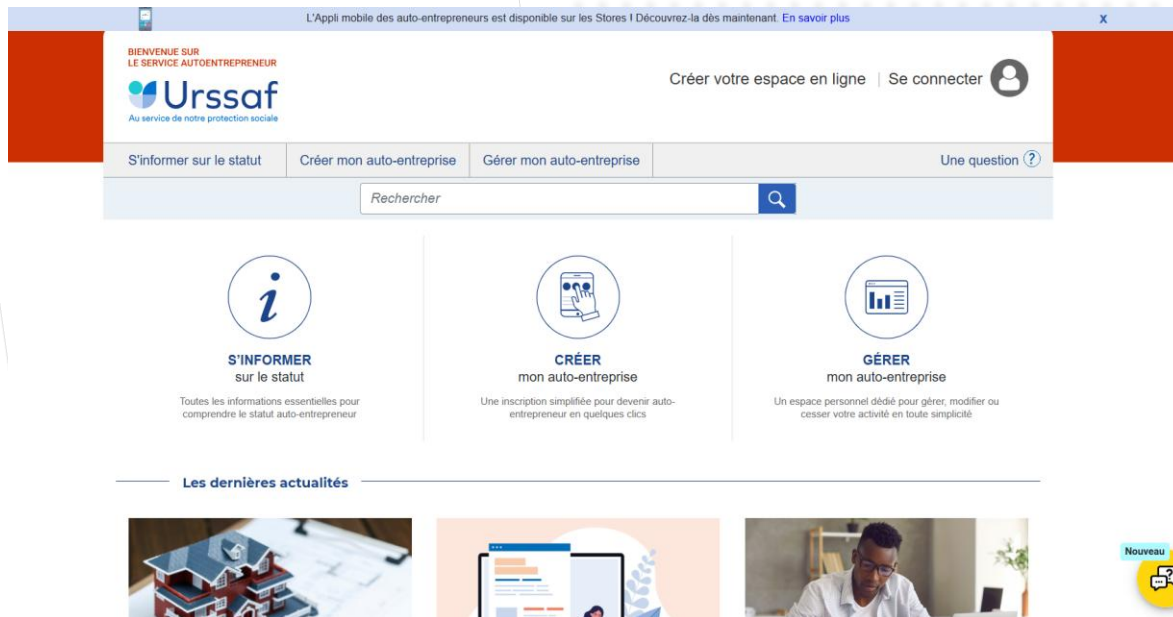 L'Appli mobile des auto-entrepreneurs est disponible sur les Stores ! Découvrez-la dès maintenant. En savoir plus
X
BIENVENUE SUR
LE SERVICE AUTOENTREPRENEUR
Urssaf
Au service de notre protection sociale
Créer votre espace en ligne | Se connecter
S'informer sur le statut
Créer mon auto-entreprise
Gérer mon auto-entreprise
Une question ?
Rechercher
S'INFORMER
sur le statut
Toutes les informations essentielles pour
comprendre le statut auto-entrepreneur
CRÉER
mon auto-entreprise
Une inscription simplifiée pour devenir auto-
entrepreneur en quelques clics
GÉRER
mon auto-entreprise
Un espace personnel dédié pour gérer, modifier ou
cesser votre activité en toute simplicité
Les dernières actualités
Nouveau